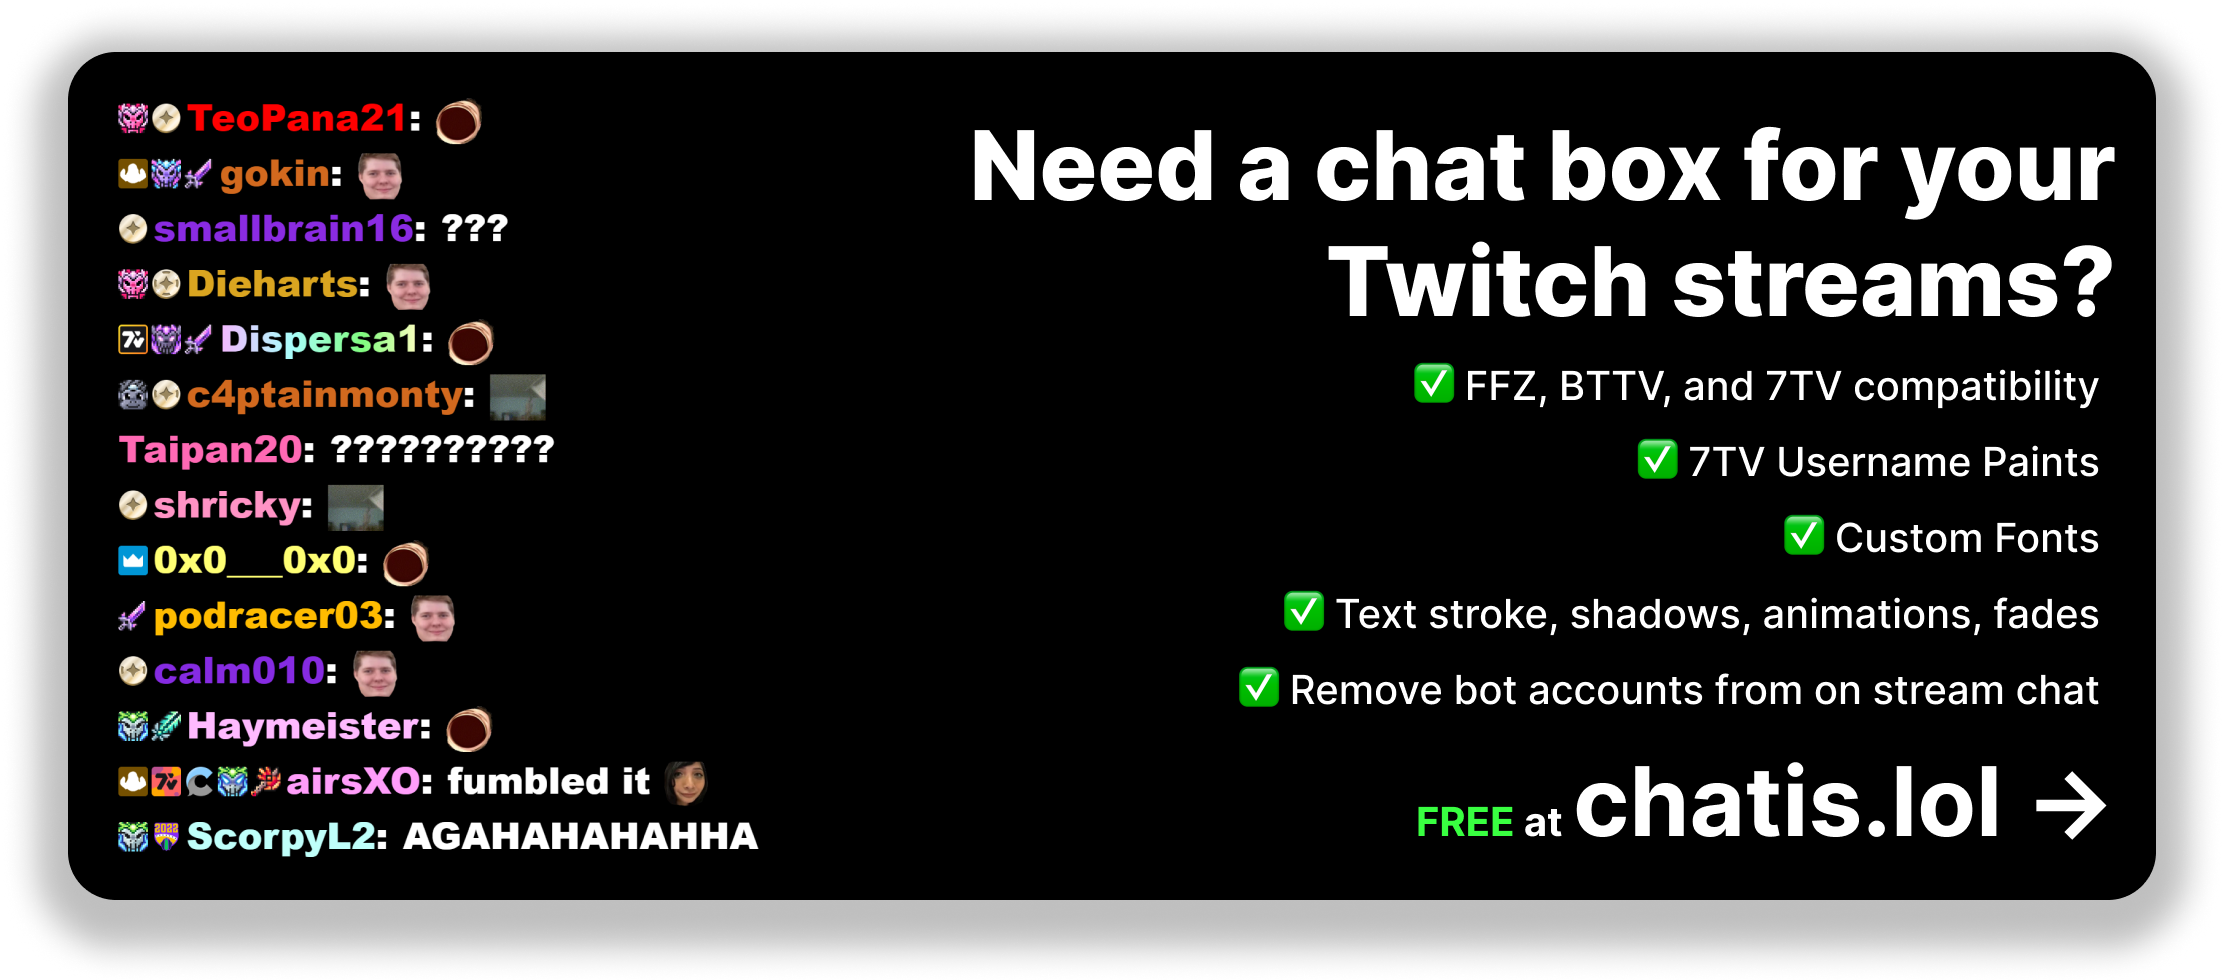 TeoPana21:
gokin:
smallbrain16: ???
Dieharts:
Dispersa1:
c4ptainmonty:
Taipan20: ??????????
shricky:
0x0___0x0:
podracer03:
calm010:
Haymeister:
airsXO: fumbled it
ScorpyL2: AGAHAHAHAHHA
Need a chat box for your
Twitch streams?
✅ FFZ, BTTV, and 7TV compatibility
✅ 7TV Username Paints
✅ Custom Fonts
✅ Text stroke, shadows, animations, fades
✅ Remove bot accounts from on stream chat
FREE at chatis.lol →